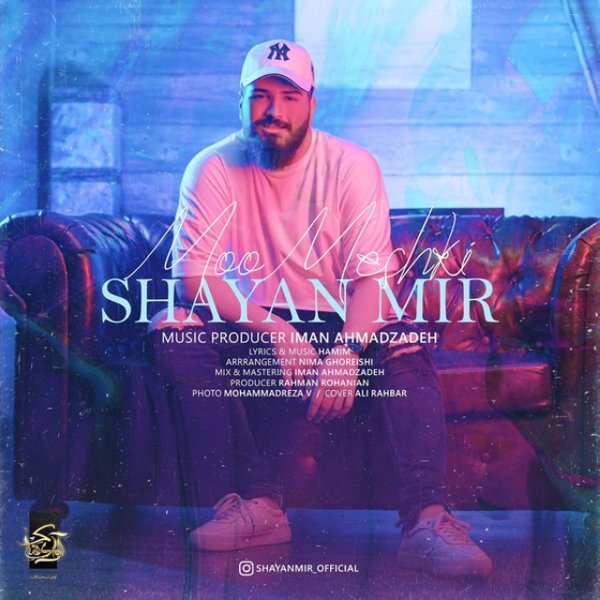 NY
Moo Meshki
SHAYAN MIR
MUSIC PRODUCER IMAN AHMADZADEH
LYRICS & MUSIC HAMIM
ARRRANGEMENT NIMA GHOREISHI
MIX & MASTERING IMAN AHMADZADEH
PRODUCER RAHMAN ROHANIAN
PHOTO MOHAMMADREZA V / COVER ALI RAHBAR
SHAYANMIR_OFFICIAL